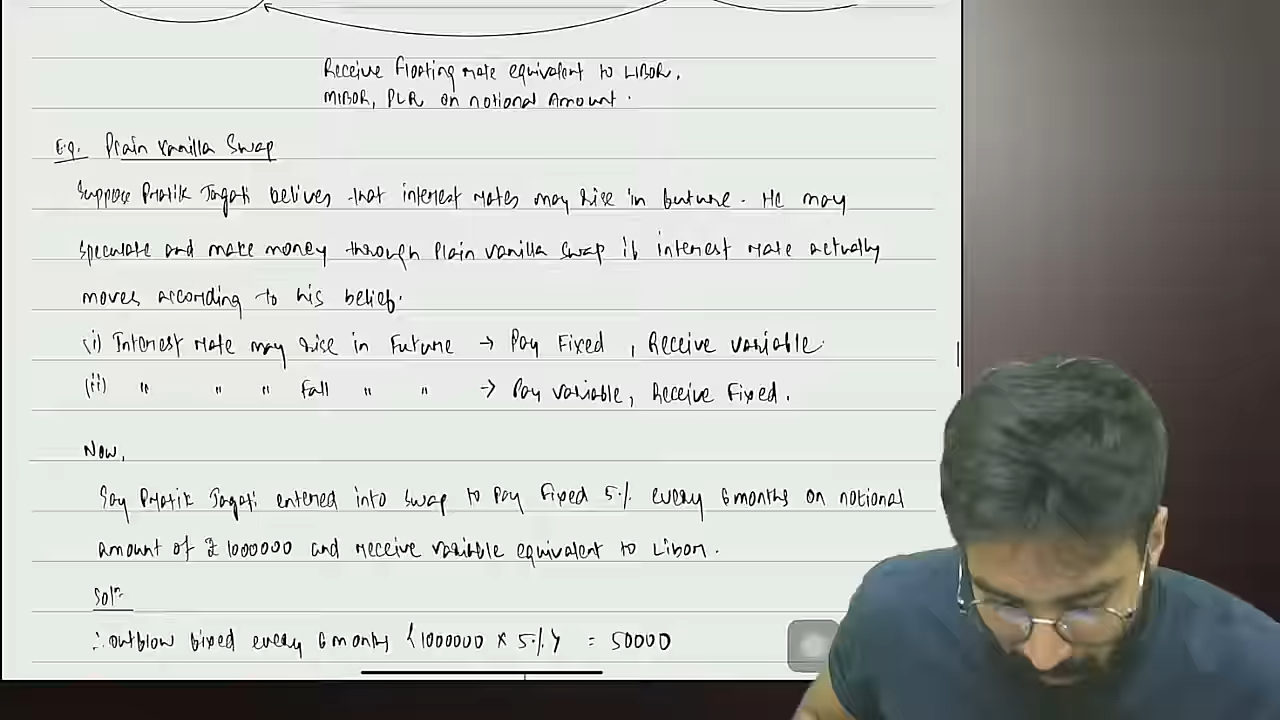 Receive floating rate equivalent to LIBOR,
MIBOR, PLR on notional Amount.
E.g. Plain Vanilla Swap
Suppose Pratik Jagati belives that interest rates may rise in future. He may
speculate and make money through Plain vanilla swap if interest rate actually
moves according to his belief.
(i) Interest rate may rise in Future → Pay Fixed, Receive variable.
(ii) " " " Fall " " → Pay variable, Receive Fixed.
Now,
Say Pratik Jagati entered into swap to Pay Fixed 5% every 6 months on notional
amount of ₹ 1000000 and receive variable equivalent to Libor.
Solⁿ
∴ outflow fixed every 6 months {1000000 × 5%} = 50000